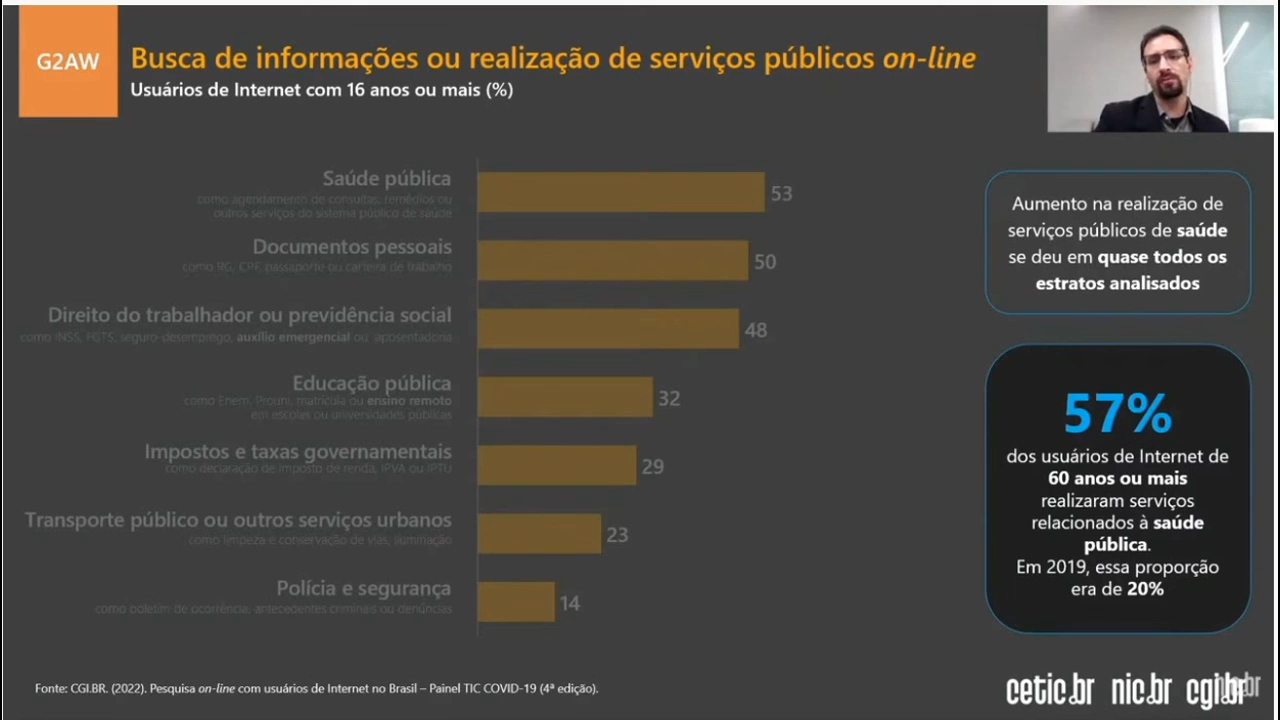 G2AW
Busca de informações ou realização de serviços públicos on-line
Usuários de Internet com 16 anos ou mais (%)
Saúde pública
como agendamento de consultas, remédios ou
outros serviços do sistema público de saúde
53
Documentos pessoais
como RG, CPF, passaporte ou carteira de trabalho
50
Direito do trabalhador ou previdência social
como INSS, FGTS, seguro-desemprego, auxílio emergencial ou aposentadoria
48
Educação pública
como Enem, Prouni, matrícula ou ensino remoto
em escolas ou universidades públicas
32
Impostos e taxas governamentais
como declaração de imposto de renda, IPVA ou IPTU
29
Transporte público ou outros serviços urbanos
como limpeza e conservação de vias, iluminação
23
Polícia e segurança
como boletim de ocorrência, antecedentes criminais ou denúncias
14
Aumento na realização de
serviços públicos de saúde
se deu em quase todos os
estratos analisados
57%
dos usuários de Internet de
60 anos ou mais
realizaram serviços
relacionados à saúde
pública.
Em 2019, essa proporção
era de 20%
Fonte: CGI.BR. (2022). Pesquisa on-line com usuários de Internet no Brasil – Painel TIC COVID-19 (4ª edição).
cetic.br nic.br cgi.br
nic.br